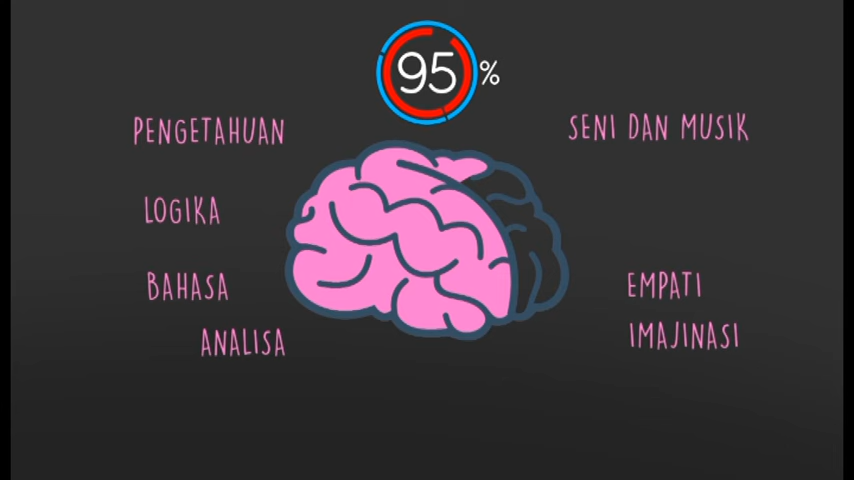 95%
PENGETAHUAN
SENI DAN MUSIK
LOGIKA
BAHASA
EMPATI
ANALISA
IMAJINASI